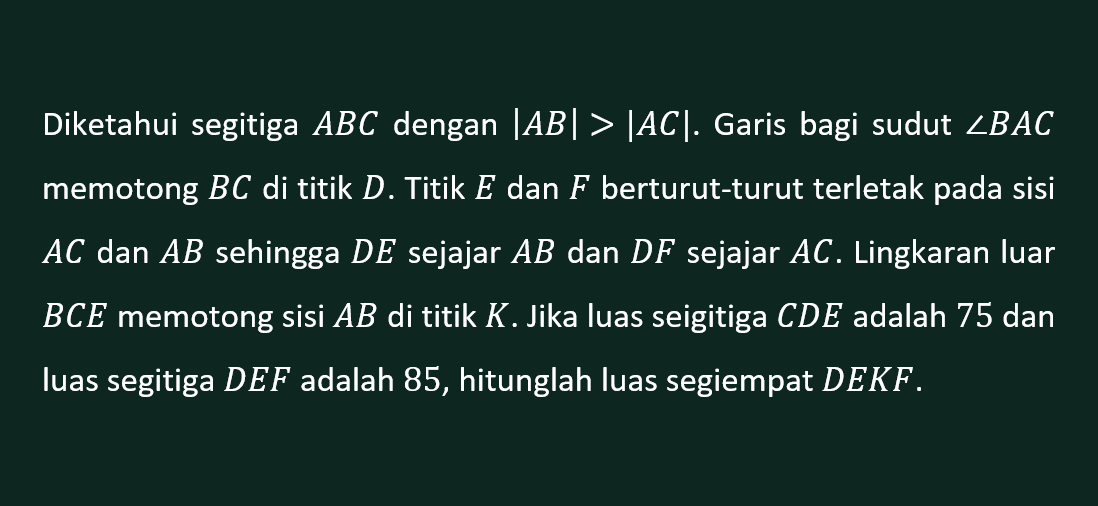 Diketahui segitiga ABC dengan |AB| > |AC|. Garis bagi sudut ∠BAC
memotong BC di titik D. Titik E dan F berturut-turut terletak pada sisi
AC dan AB sehingga DE sejajar AB dan DF sejajar AC. Lingkaran luar
BCE memotong sisi AB di titik K. Jika luas seigitiga CDE adalah 75 dan
luas segitiga DEF adalah 85, hitunglah luas segiempat DEKF.